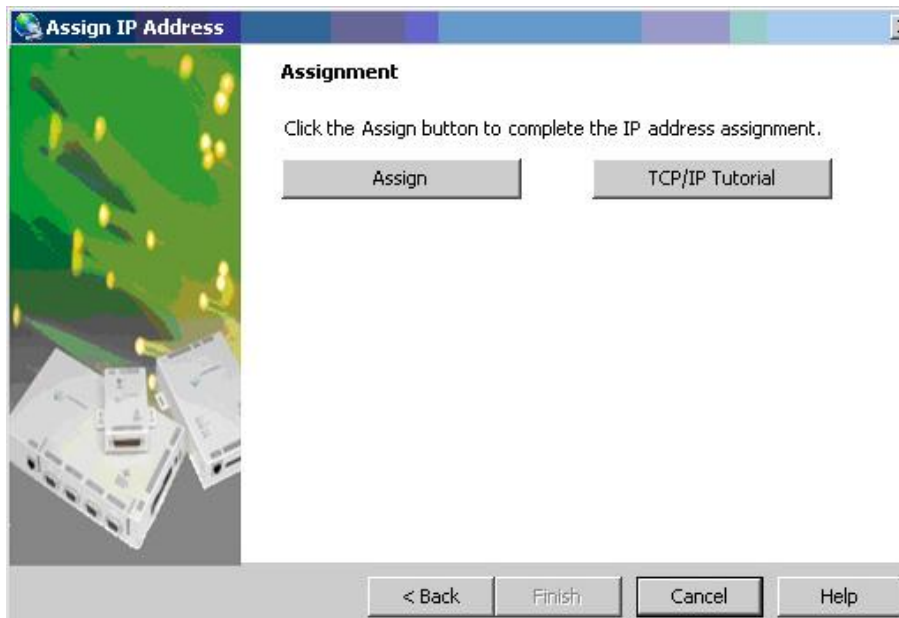 Assign IP Address
Assignment
Click the Assign button to complete the IP address assignment.
Assign
TCP/IP Tutorial
< Back
Finish
Cancel
Help